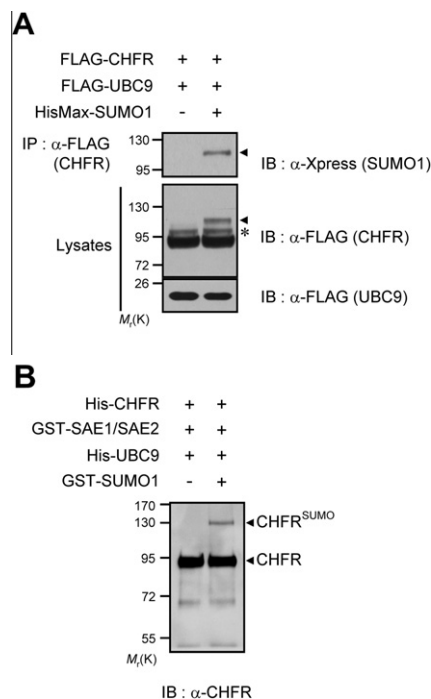 A
FLAG-CHFR + +
FLAG-UBC9 + +
HisMax-SUMO1 - +
IP : α-FLAG
(CHFR)
130
95
IB : α-Xpress (SUMO1)
Lysates
130
95
72
*
IB : α-FLAG (CHFR)
26
IB : α-FLAG (UBC9)
Mr(K)
B
His-CHFR + +
GST-SAE1/SAE2 + +
His-UBC9 + +
GST-SUMO1 - +
170
130
CHFRSUMO
95
CHFR
72
55
Mr(K)
IB : α-CHFR